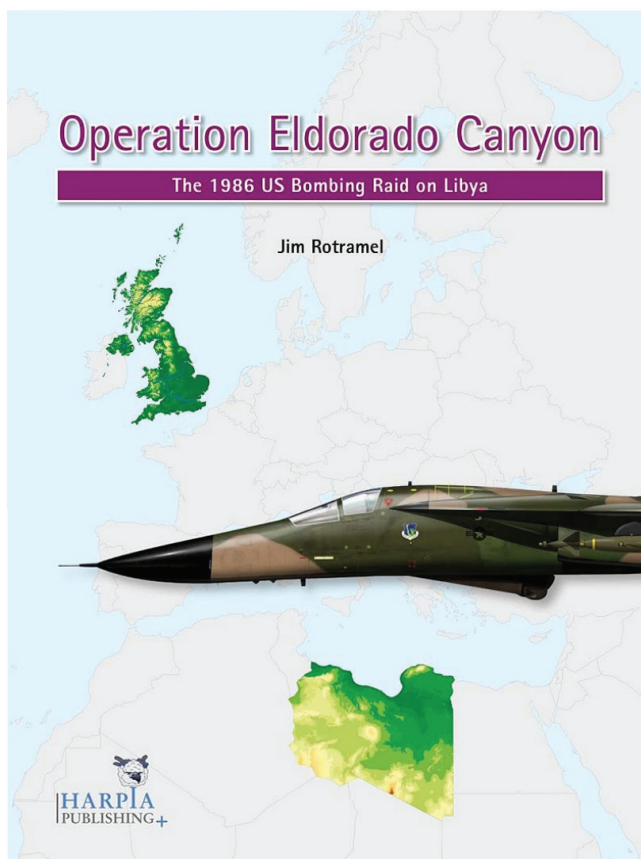 Operation Eldorado Canyon
The 1986 US Bombing Raid on Libya
Jim Rotramel
HARPIA
PUBLISHING+